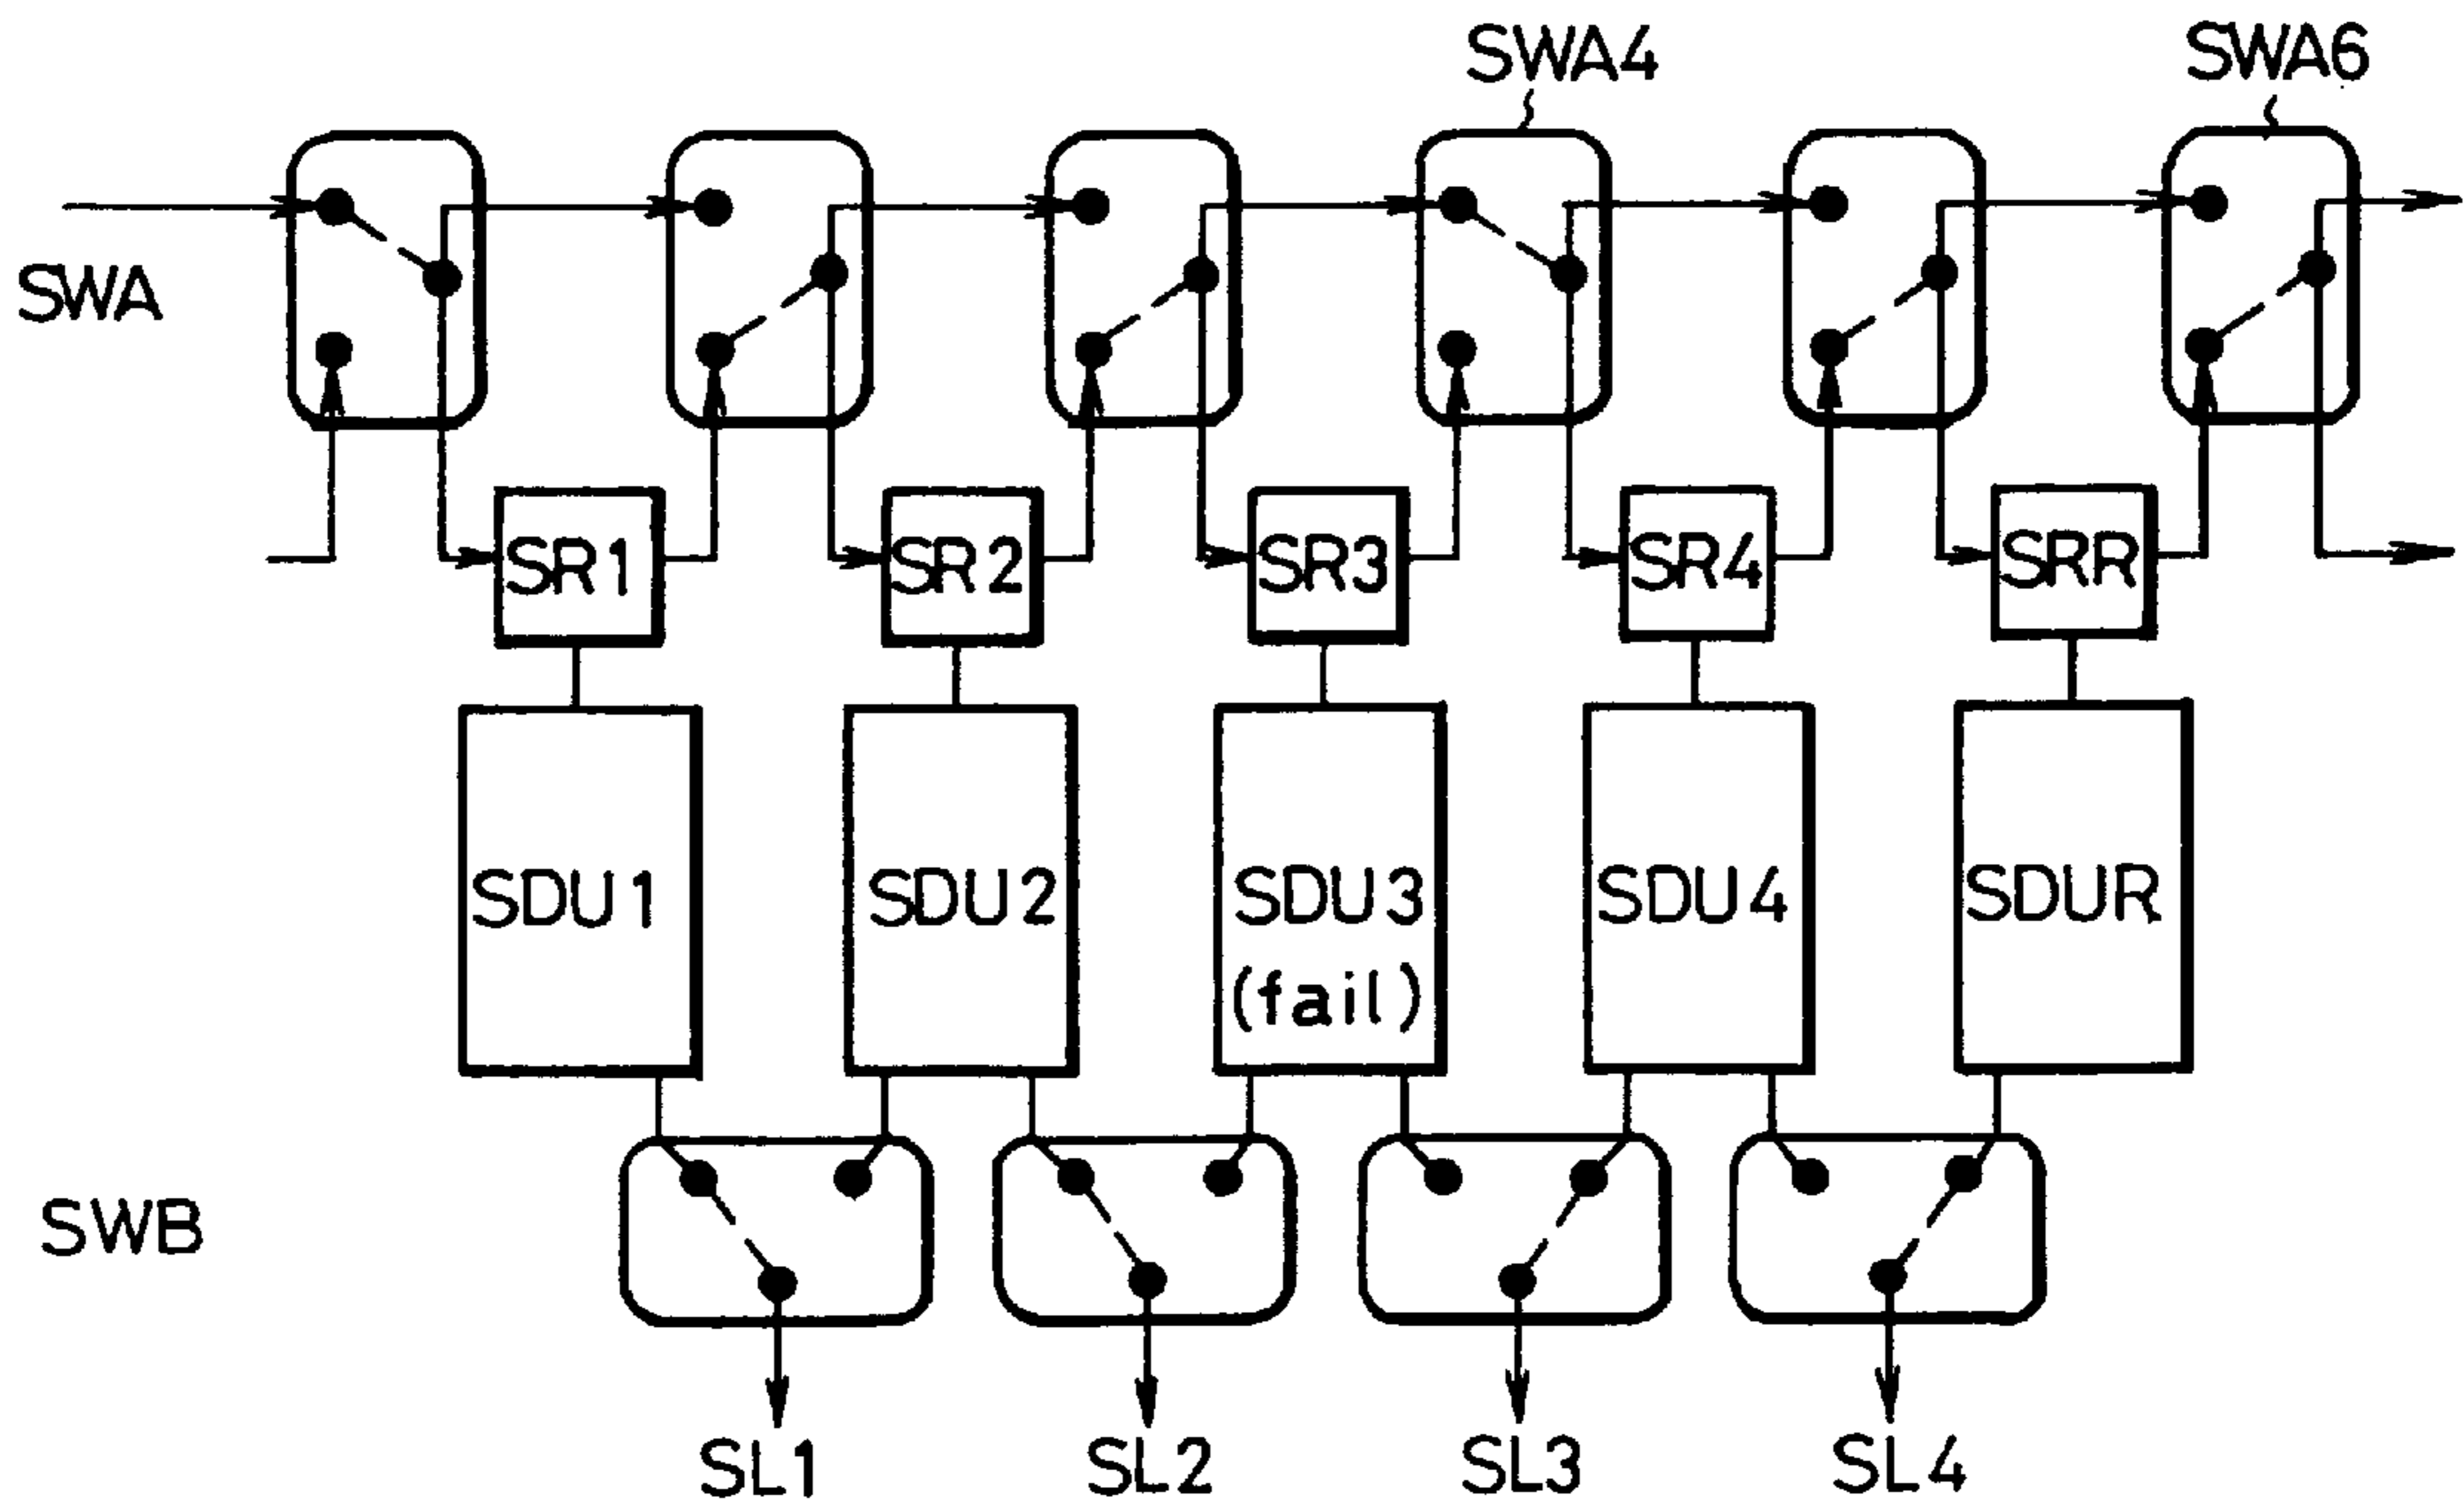 SWA4 SWA6
SWA
SR1 SR2 SR3 SR4 SRR
SDU1 SDU2 SDU3 SDU4 SDUR
(fail)
SWB
SL1 SL2 SL3 SL4